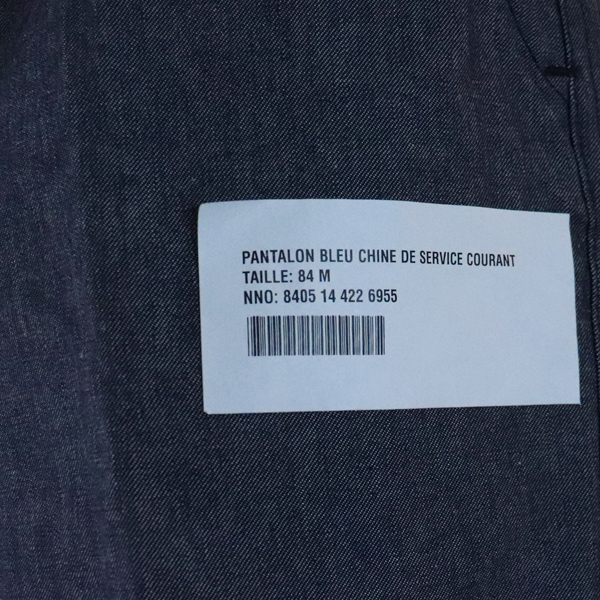 PANTALON BLEU CHINE DE SERVICE COURANT
TAILLE: 84 M
NNO: 8405 14 422 6955